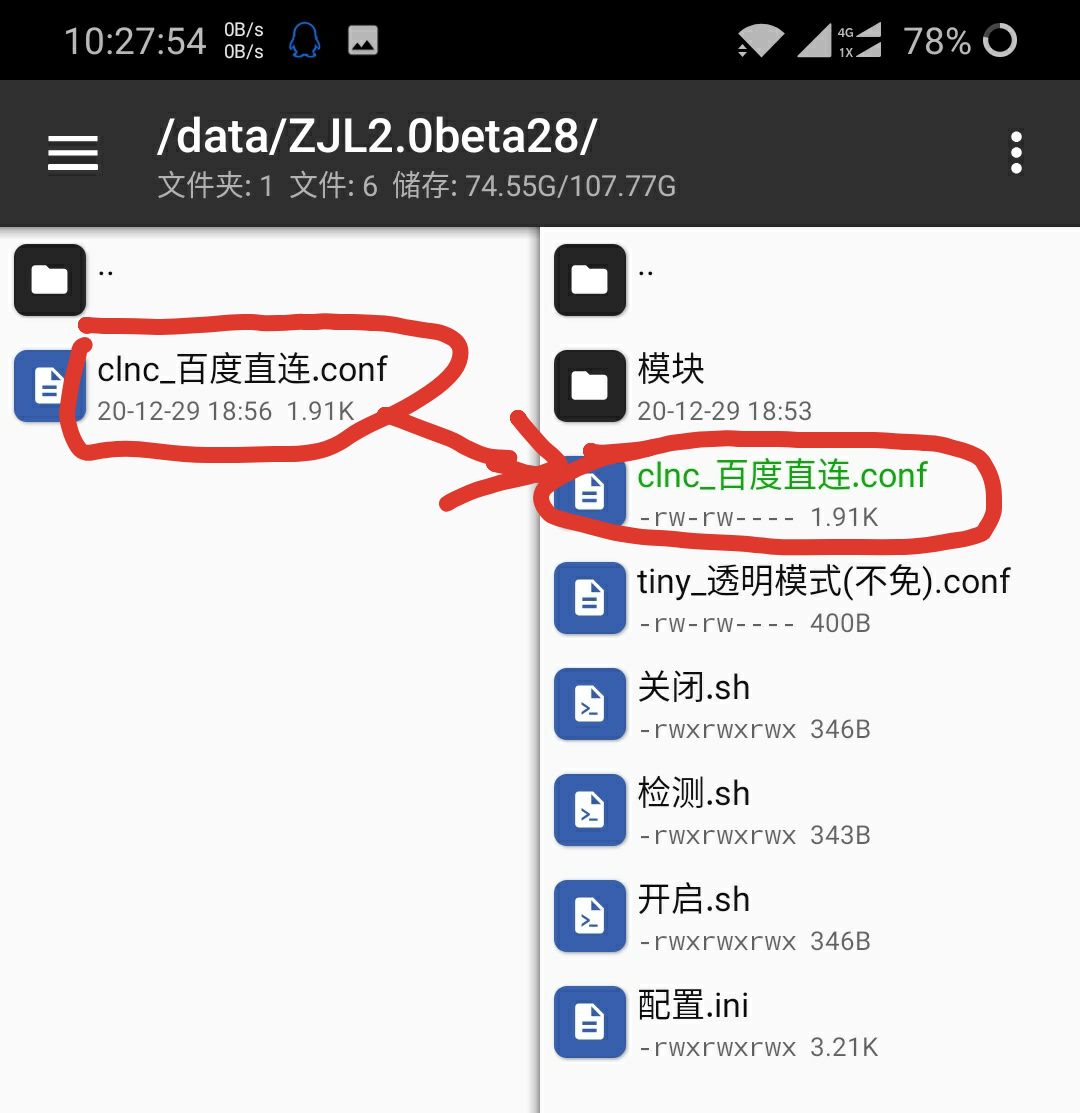 10:27:54 0B/s 0B/s 4G 1X 78%
/data/ZJL2.0beta28/
文件夹: 1 文件: 6 储存: 74.55G/107.77G
..
clnc_百度直连.conf
20-12-29 18:56 1.91K
..
模块
20-12-29 18:53
clnc_百度直连.conf
-rw-rw---- 1.91K
tiny_透明模式(不免).conf
-rw-rw---- 400B
关闭.sh
-rwxrwxrwx 346B
检测.sh
-rwxrwxrwx 343B
开启.sh
-rwxrwxrwx 346B
配置.ini
-rwxrwxrwx 3.21K